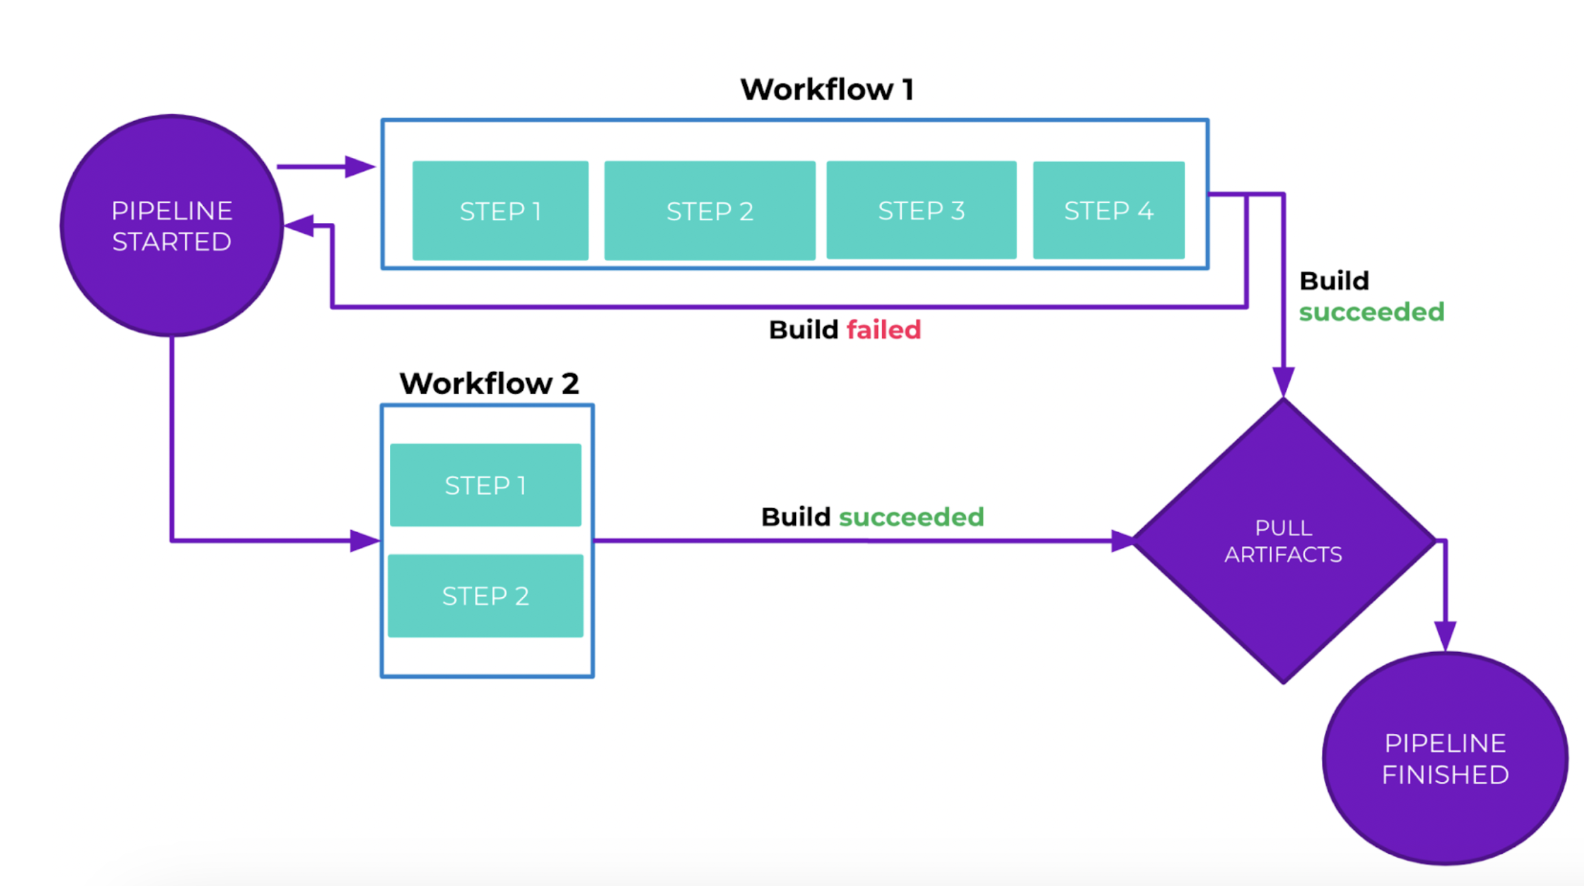 Workflow 1
PIPELINE
STARTED
STEP 1
STEP 2
STEP 3
STEP 4
Build
succeeded
Build failed
Workflow 2
STEP 1
STEP 2
Build succeeded
PULL
ARTIFACTS
PIPELINE
FINISHED